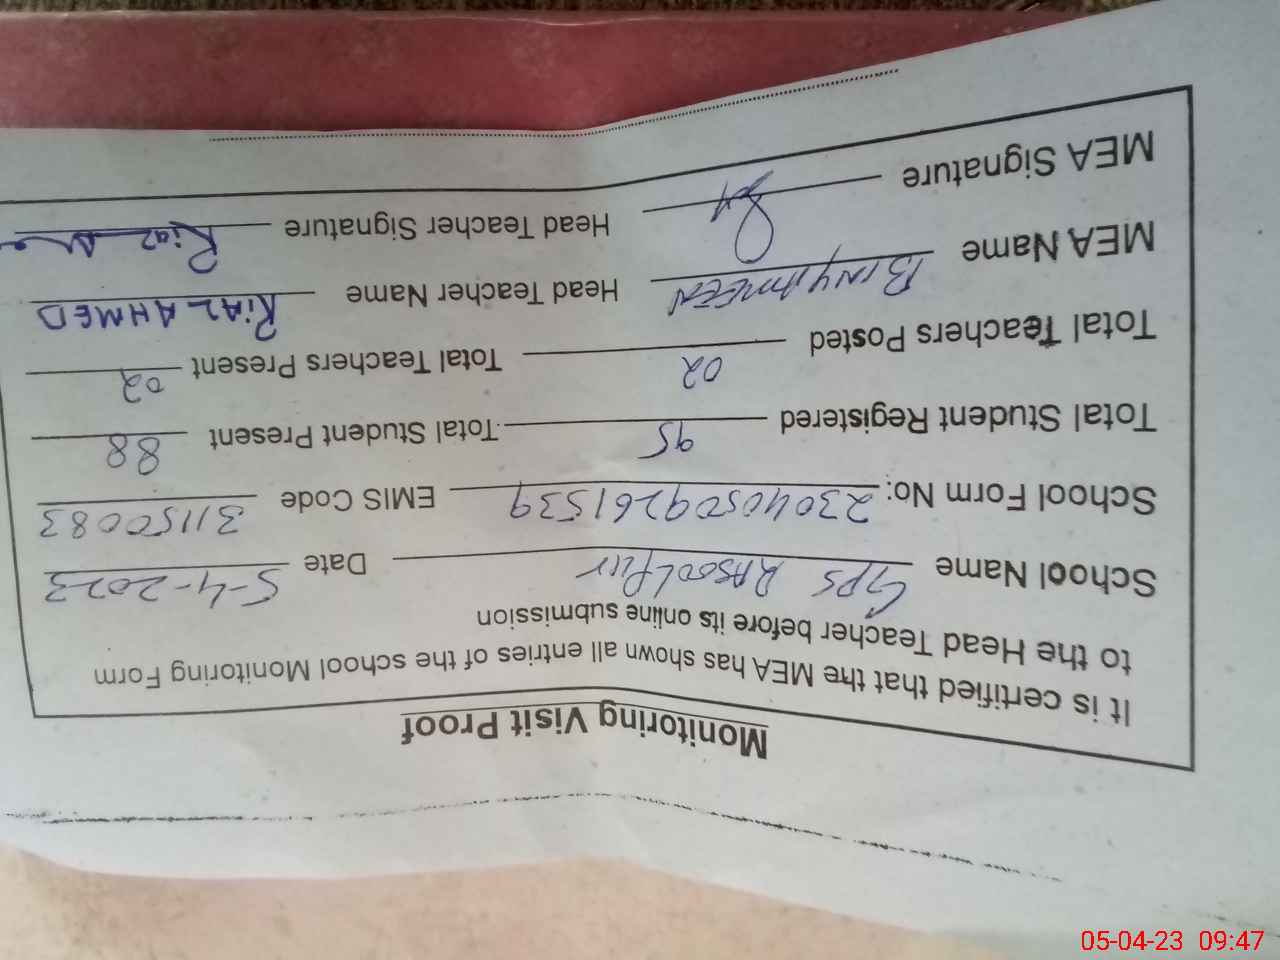 Monitoring Visit Proof
It is certified that the MEA has shown all entries of the school Monitoring Form
to the Head Teacher before its online submission
School Name GPS RASOOLPUR Date 5-4-2023
School Form No: 23040509261539 EMIS Code 31150083
Total Student Registered 95 Total Student Present 88
Total Teachers Posted 02 Total Teachers Present 02
MEA Name BINYAMEEN Head Teacher Name RIAZ AHMED
MEA Signature Head Teacher Signature Riaz
05-04-23 09:47